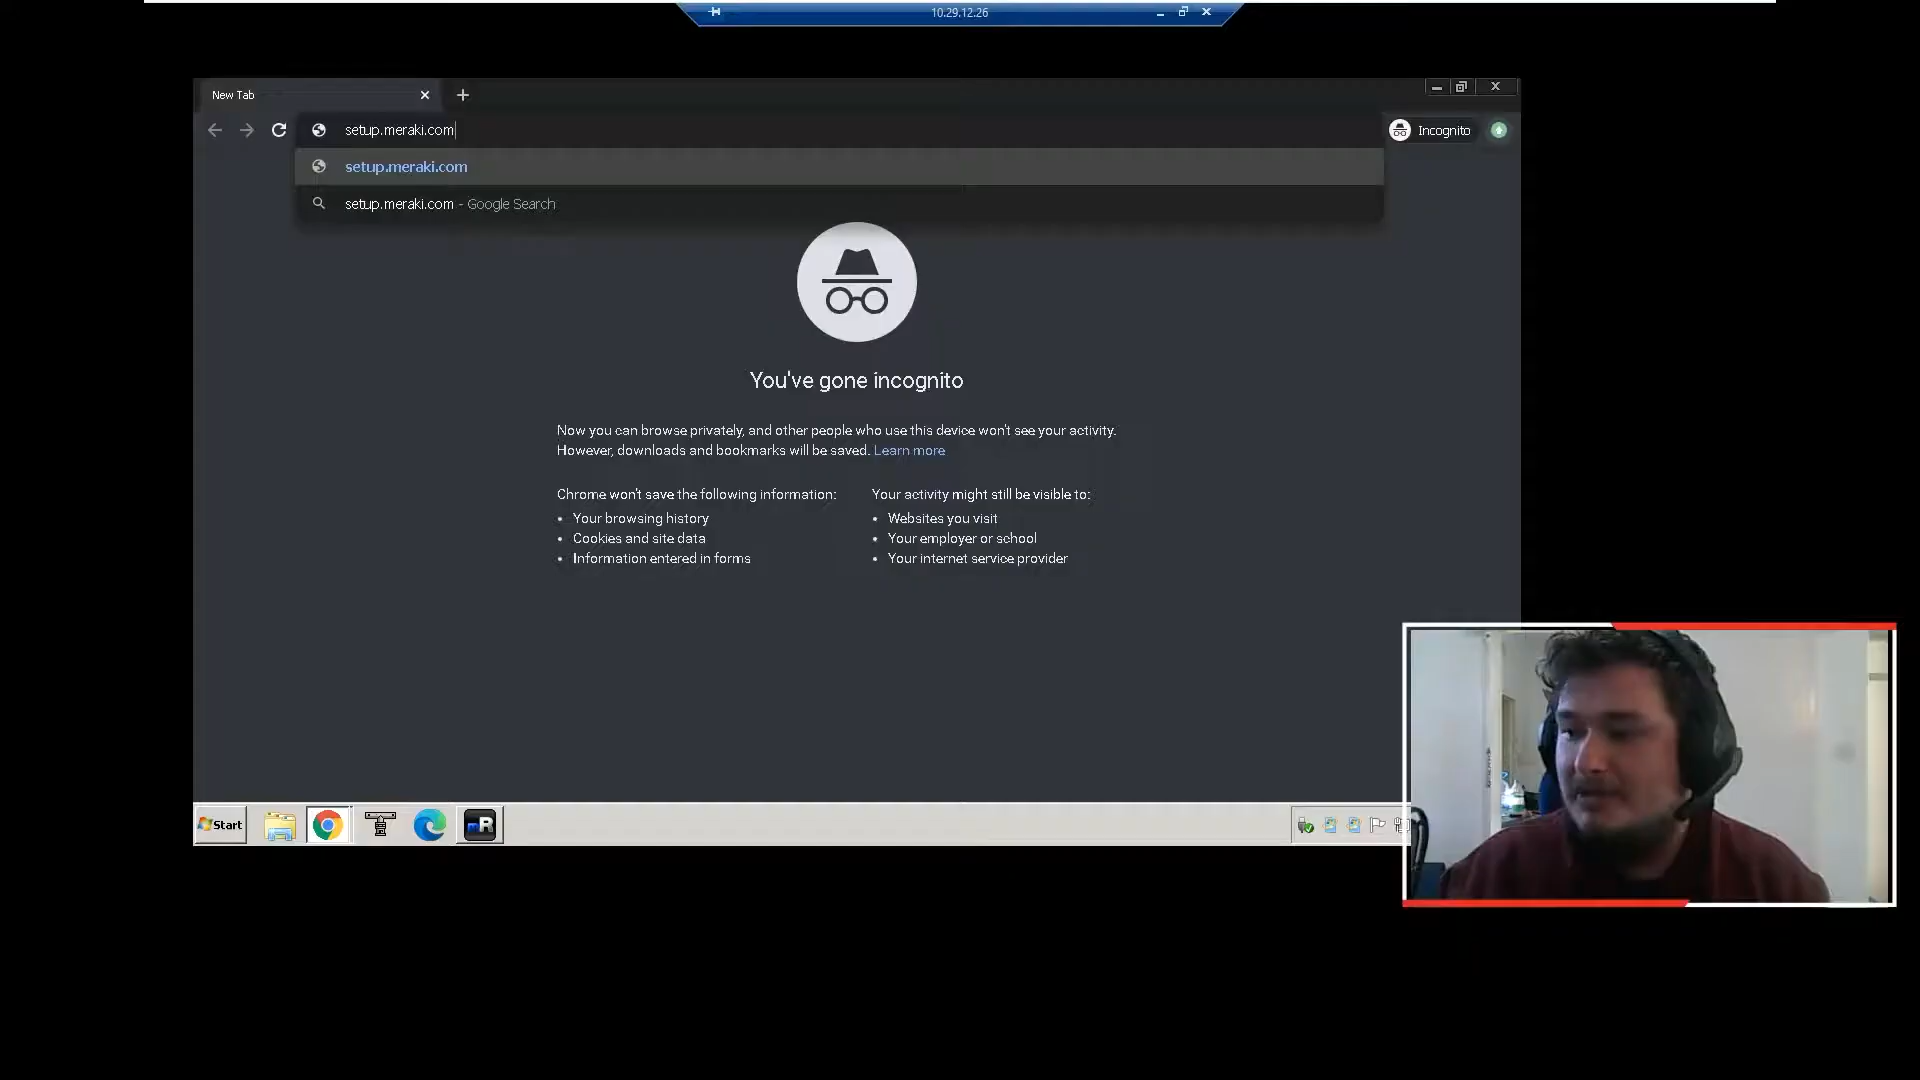 10.29.12.26
New Tab
setup.meraki.com
Incognito
setup.meraki.com
setup.meraki.com - Google Search
You've gone incognito
Now you can browse privately, and other people who use this device won't see your activity.
However, downloads and bookmarks will be saved. Learn more
Chrome won't save the following information:
Your browsing history
Cookies and site data
Information entered in forms
Your activity might still be visible to:
Websites you visit
Your employer or school
Your internet service provider
Start
mR